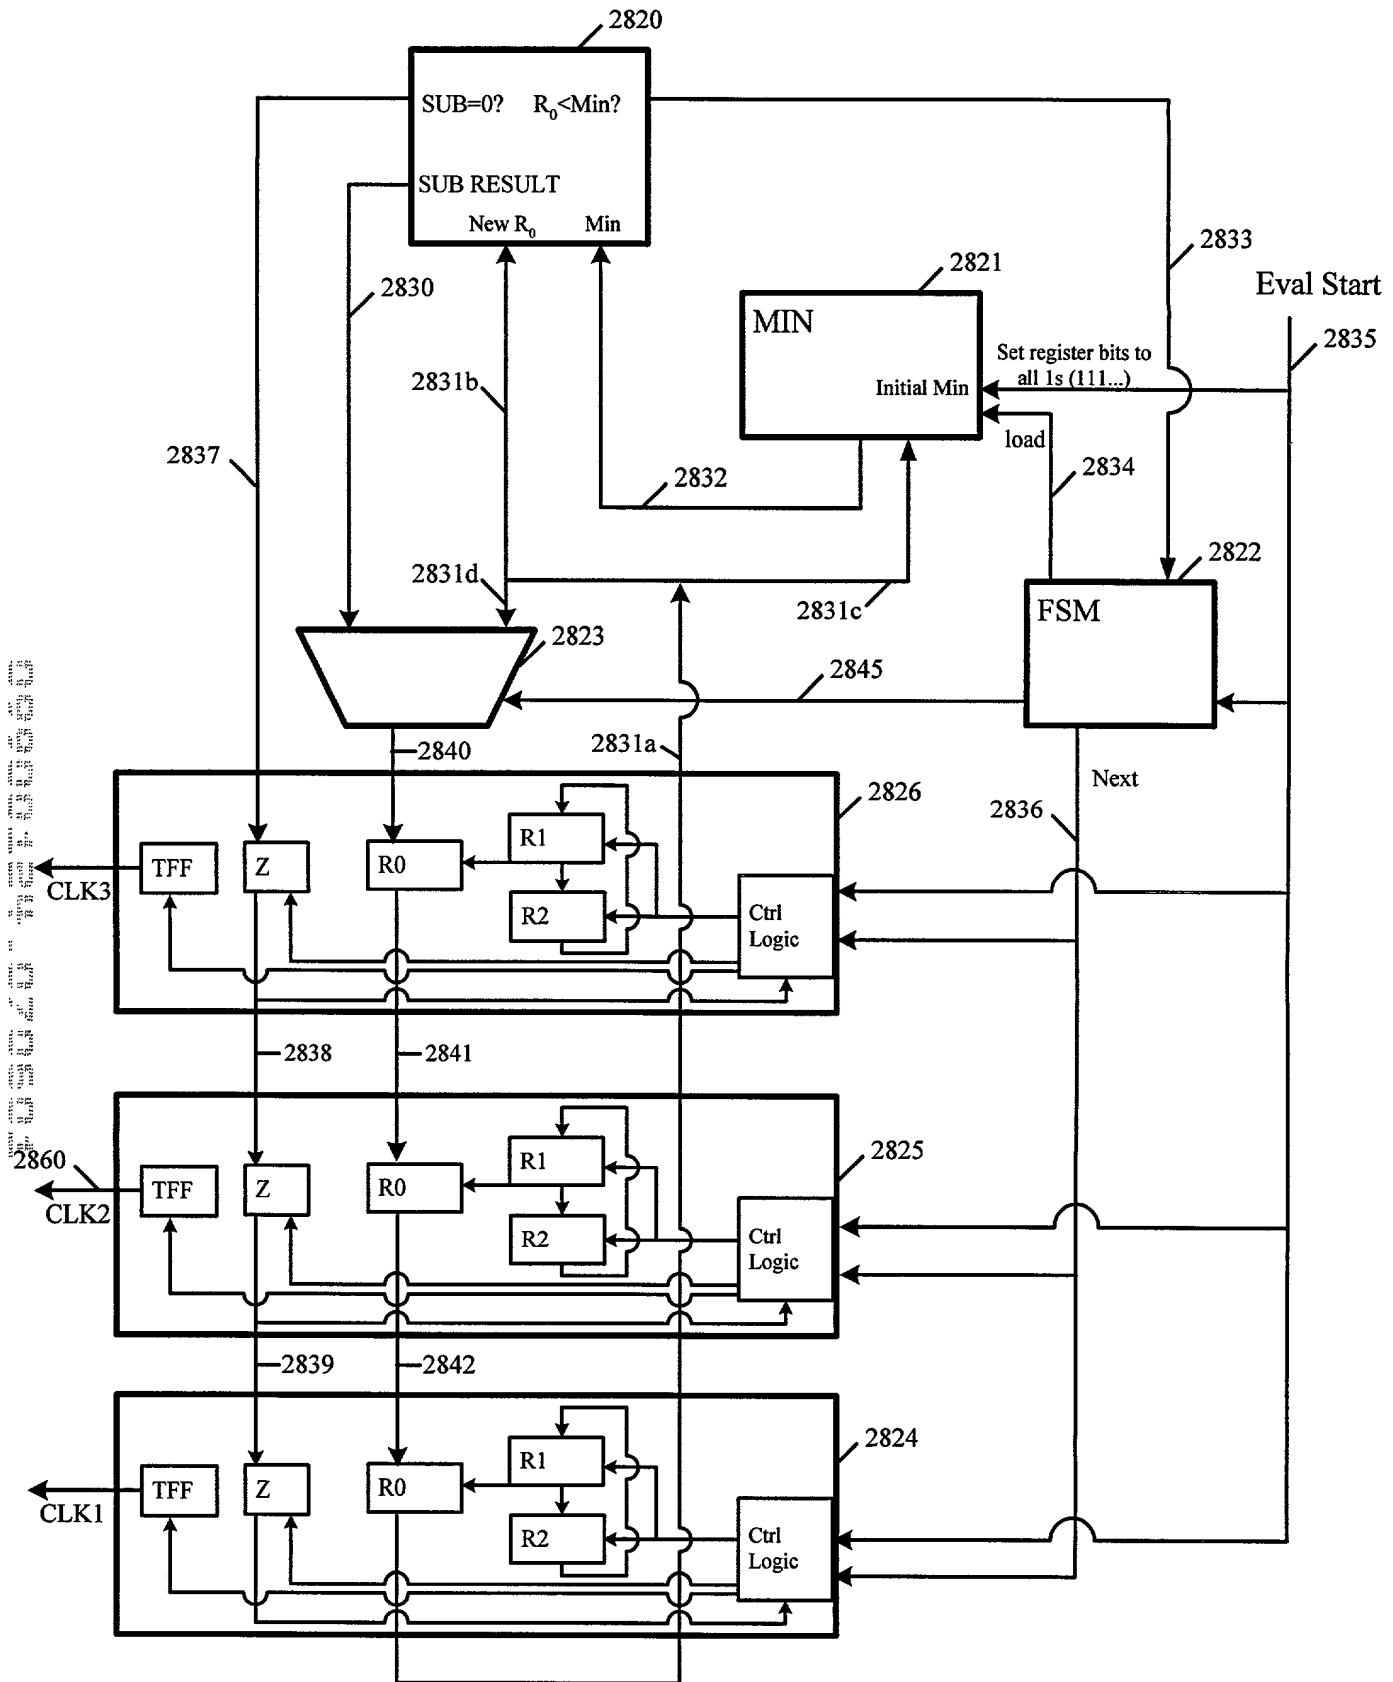 2820
SUB=0? R0<Min?
SUB RESULT
New R0 Min
2833
2821
Eval Start
2830
MIN
2835
Set register bits to
all 1s (111...)
2831b
Initial Min
load
2837
2832
2834
2822
2831d
2831c
FSM
2823
2845
2831a
2840
Next
2826
2836
R1
TFF
Z
R0
CLK3
R2
Ctrl
Logic
2838
2841
2860
R1
2825
TFF
Z
R0
CLK2
R2
Ctrl
Logic
2839
2842
2824
R1
TFF
Z
R0
CLK1
R2
Ctrl
Logic